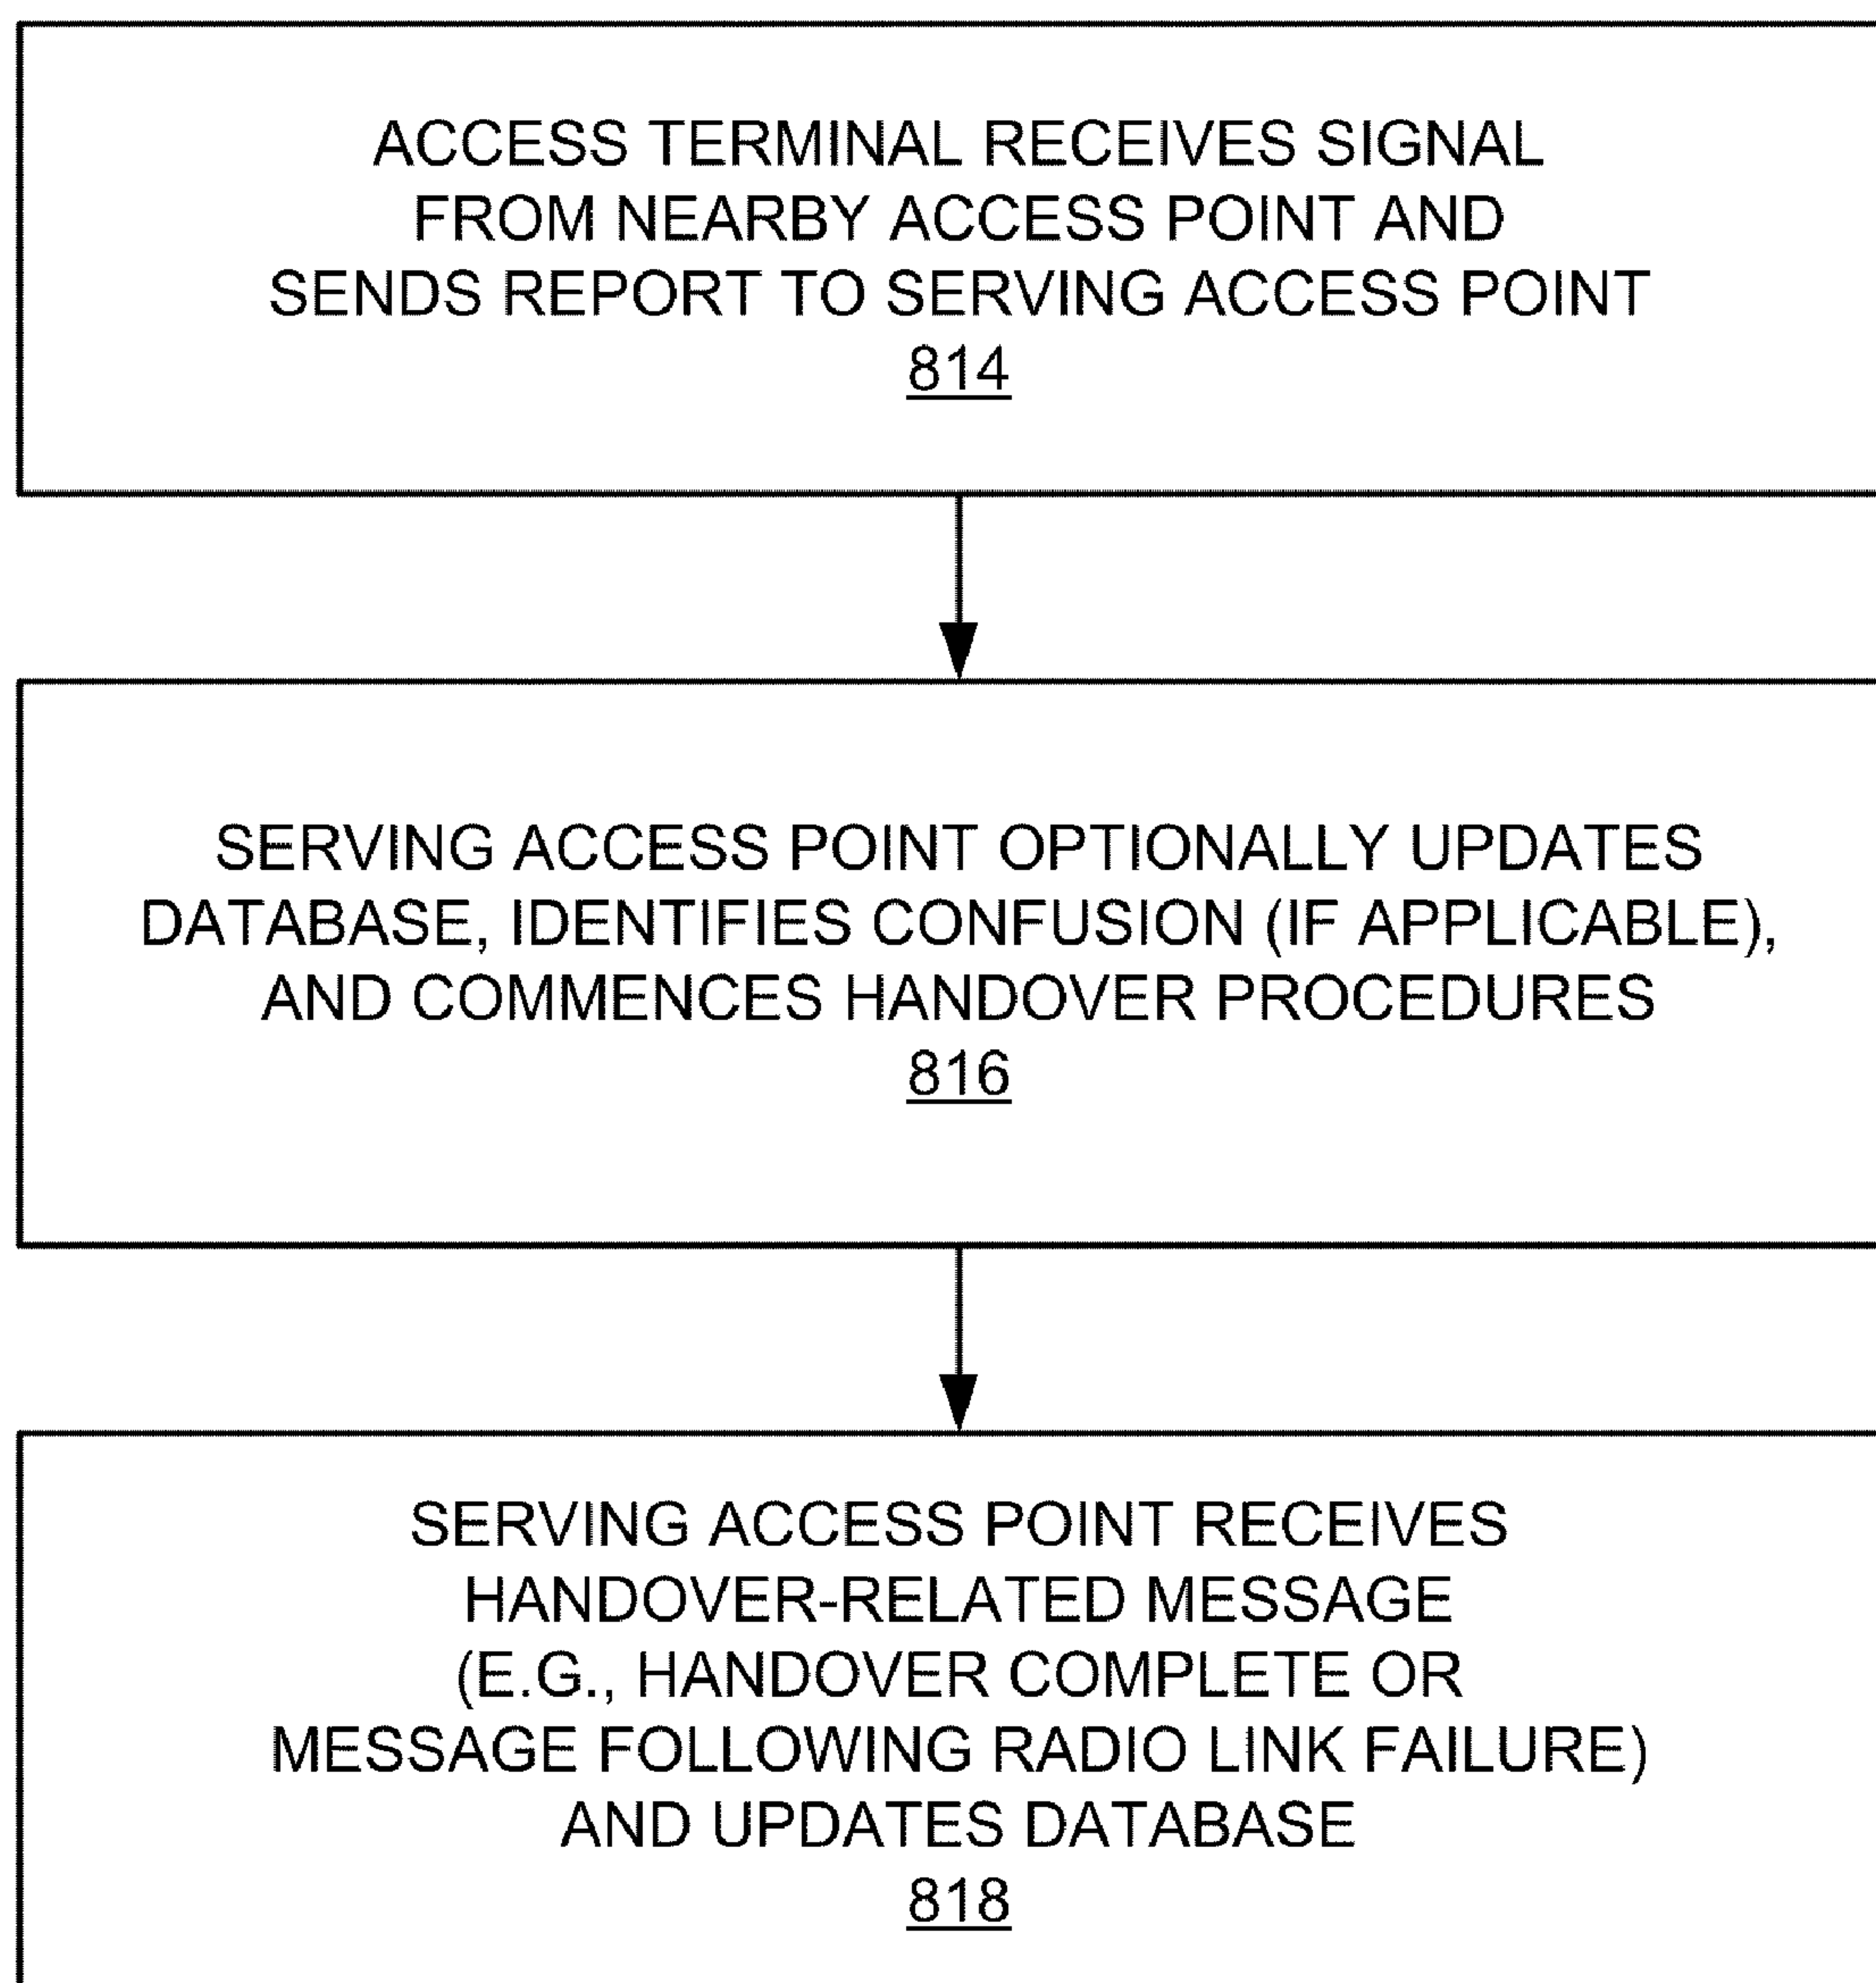 ACCESS TERMINAL RECEIVES SIGNAL
FROM NEARBY ACCESS POINT AND
SENDS REPORT TO SERVING ACCESS POINT
814
SERVING ACCESS POINT OPTIONALLY UPDATES
DATABASE, IDENTIFIES CONFUSION (IF APPLICABLE),
AND COMMENCES HANDOVER PROCEDURES
816
SERVING ACCESS POINT RECEIVES
HANDOVER-RELATED MESSAGE
(E.G., HANDOVER COMPLETE OR
MESSAGE FOLLOWING RADIO LINK FAILURE)
AND UPDATES DATABASE
818